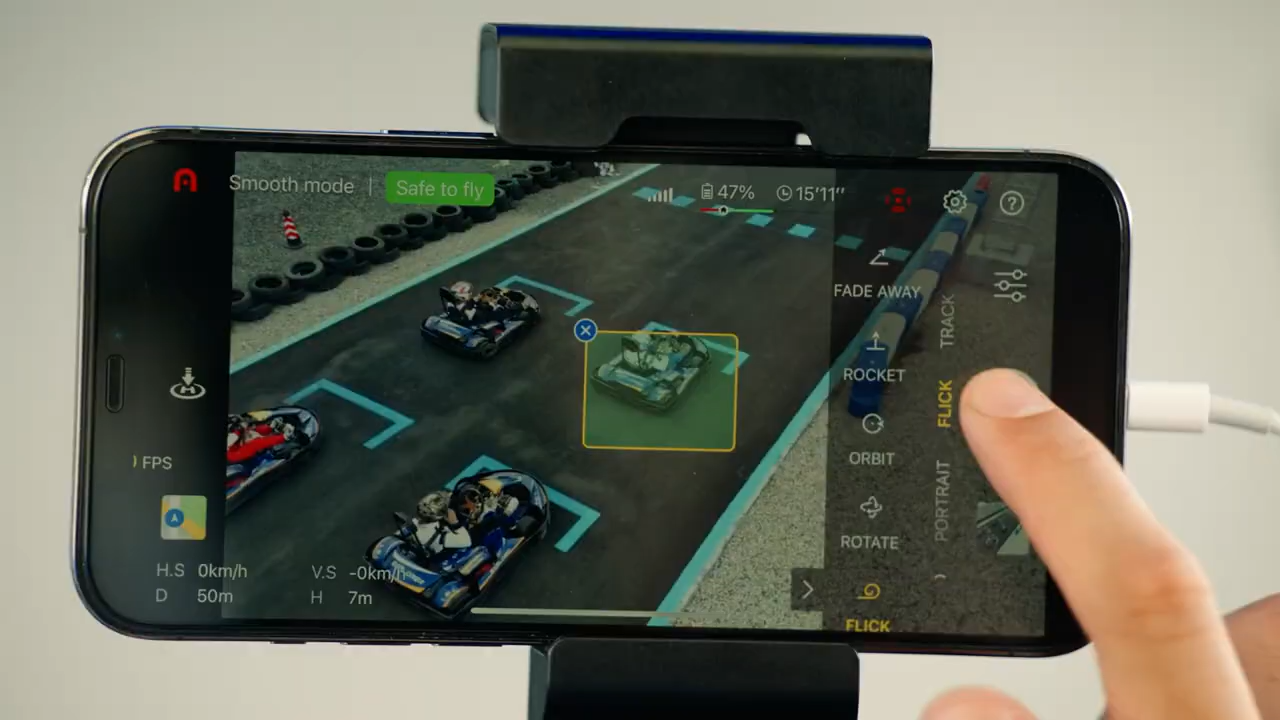 Smooth mode | Safe to fly
47% 15'11''
FADE AWAY
ROCKET
ORBIT
ROTATE
FLICK
TRACK
FLICK
PORTRAIT
FPS
H.S 0km/h V.S -0km/h
D 50m H 7m